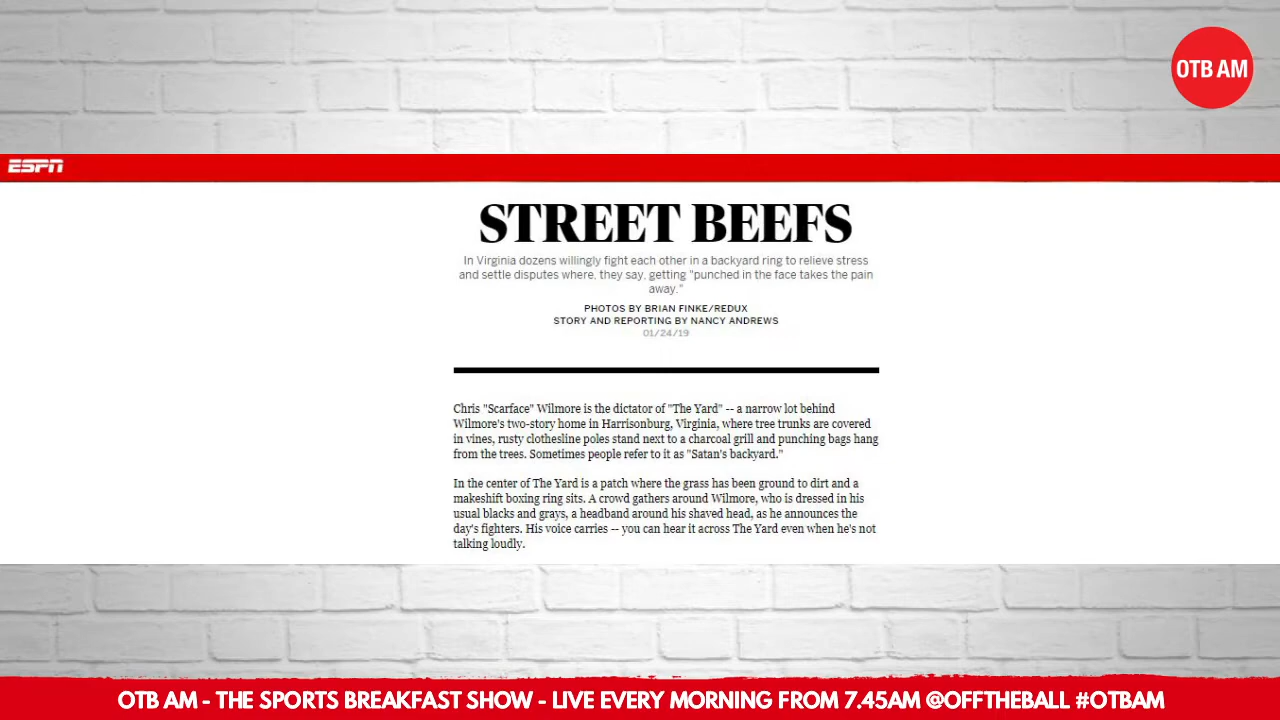 OTB AM
ESPN
STREET BEEFS
In Virginia dozens willingly fight each other in a backyard ring to relieve stress
and settle disputes where, they say, getting "punched in the face takes the pain
away."
PHOTOS BY BRIAN FINKE/REDUX
STORY AND REPORTING BY NANCY ANDREWS
01/24/19
Chris "Scarface" Wilmore is the dictator of "The Yard" -- a narrow lot behind
Wilmore's two-story home in Harrisonburg, Virginia, where tree trunks are covered
in vines, rusty clothesline poles stand next to a charcoal grill and punching bags hang
from the trees. Sometimes people refer to it as "Satan's backyard."
In the center of The Yard is a patch where the grass has been ground to dirt and a
makeshift boxing ring sits. A crowd gathers around Wilmore, who is dressed in his
usual blacks and grays, a headband around his shaved head, as he announces the
day's fighters. His voice carries -- you can hear it across The Yard even when he's not
talking loudly.
OTB AM - THE SPORTS BREAKFAST SHOW - LIVE EVERY MORNING FROM 7.45AM @OFFTHEBALL #OTBAM